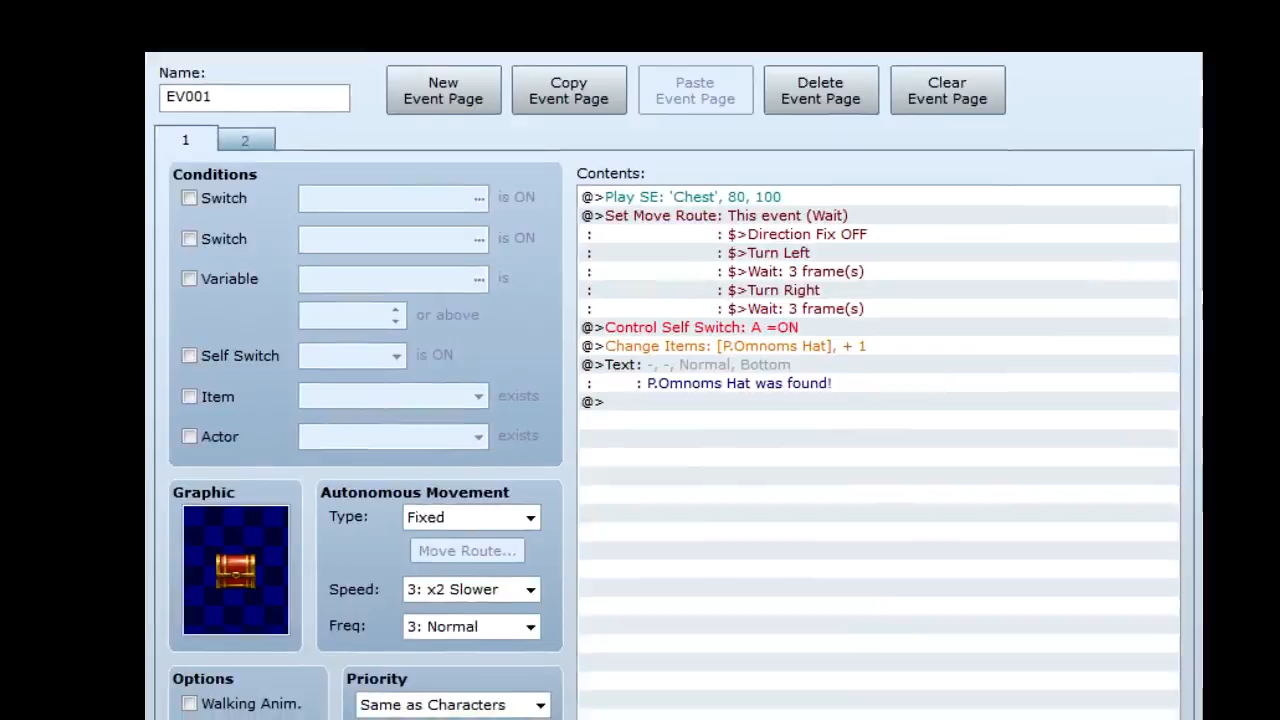 Name:
EV001
New
Event Page
Copy
Event Page
Paste
Event Page
Delete
Event Page
Clear
Event Page
1
2
Conditions
Switch
... is ON
Switch
... is ON
Variable
... is
or above
Self Switch
is ON
Item
exists
Actor
exists
Graphic
Autonomous Movement
Type:
Fixed
Move Route...
Speed:
3: x2 Slower
Freq:
3: Normal
Options
Walking Anim.
Priority
Same as Characters
Contents:
@>Play SE: 'Chest', 80, 100
@>Set Move Route: This event (Wait)
: : $>Direction Fix OFF
: : $>Turn Left
: : $>Wait: 3 frame(s)
: : $>Turn Right
: : $>Wait: 3 frame(s)
@>Control Self Switch: A =ON
@>Change Items: [P.Omnoms Hat], + 1
@>Text: -, -, Normal, Bottom
: : P.Omnoms Hat was found!
@>